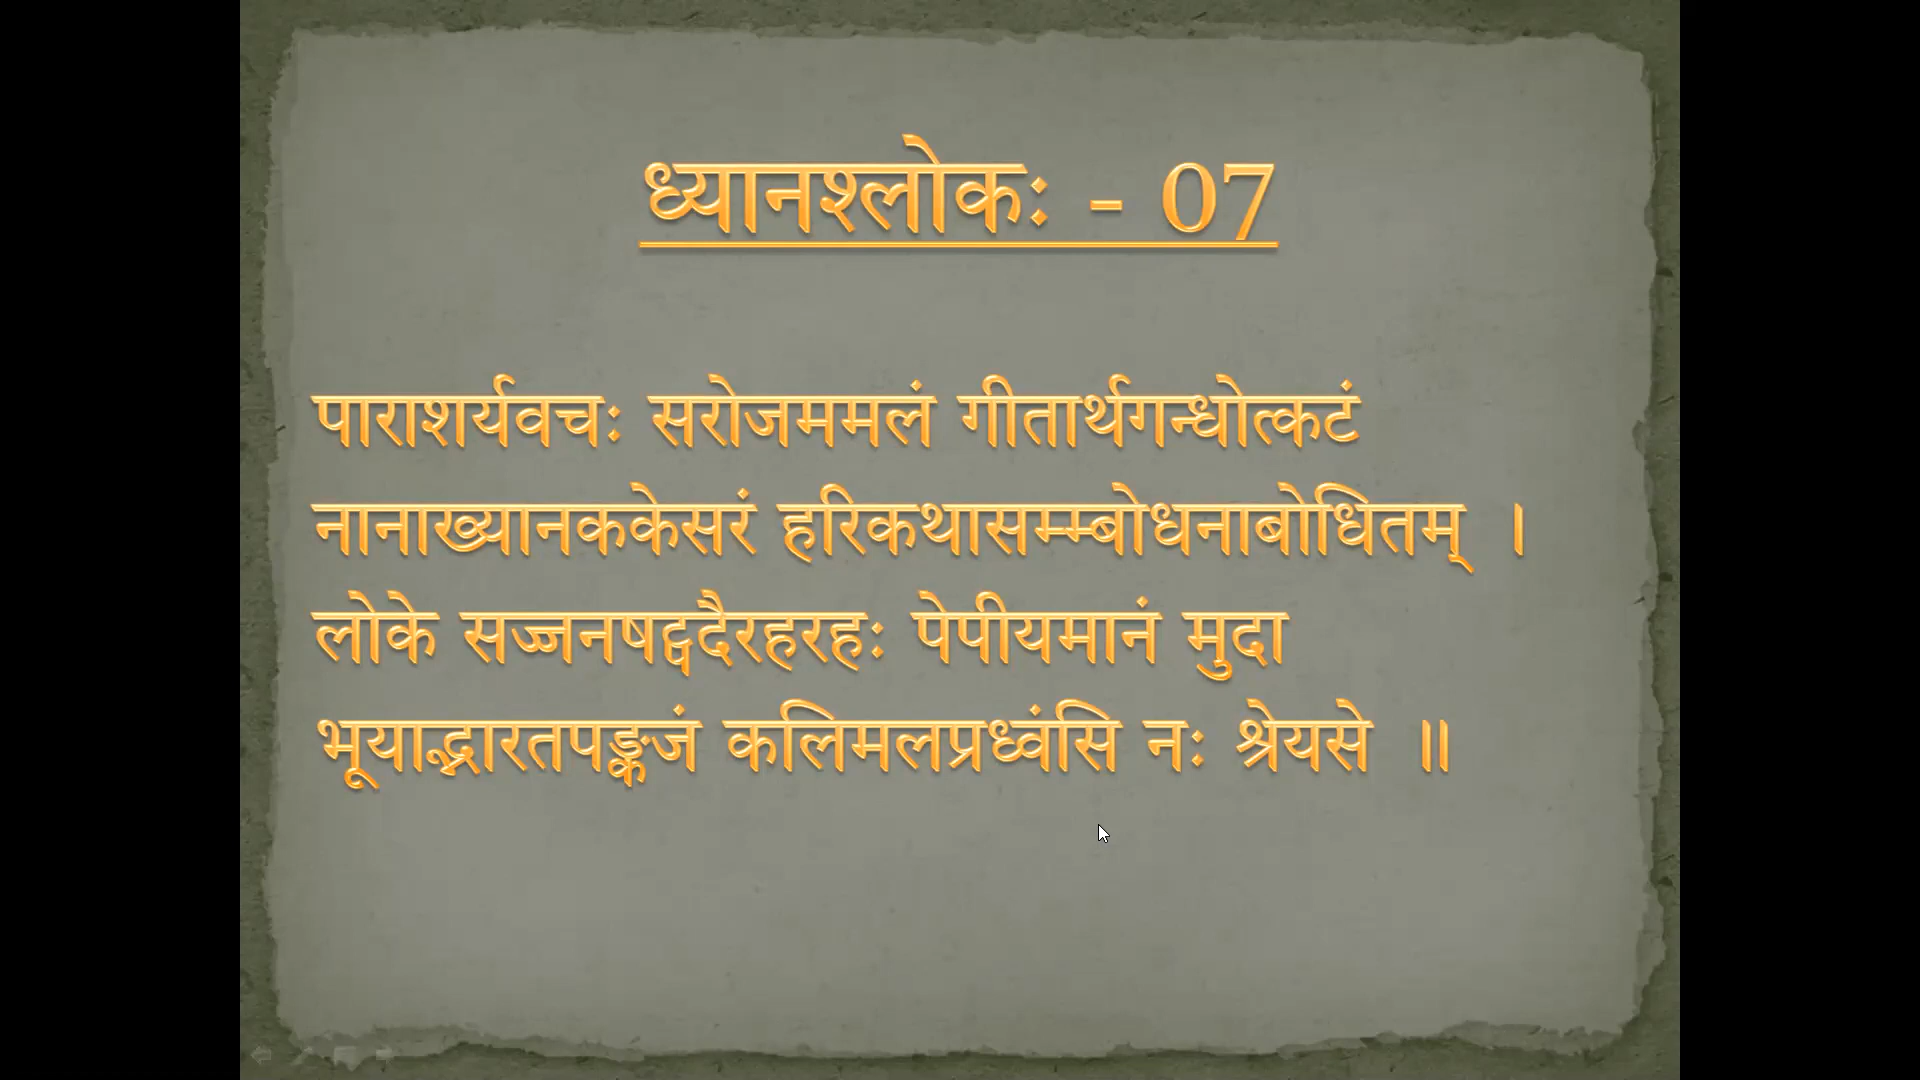 ध्यानश्लोकः - 07
पाराशर्यवचः सरोजममलं गीतार्थगन्धोत्कटं
नानाख्यानककेसरं हरिकथासम्म्बोधनाबोधितम् ।
लोके सज्जनषट्पदैरहरहः पेपीयमानं मुदा
भूयाद्भारतपङ्कजं कलिमलप्रध्वंसि नः श्रेयसे ॥